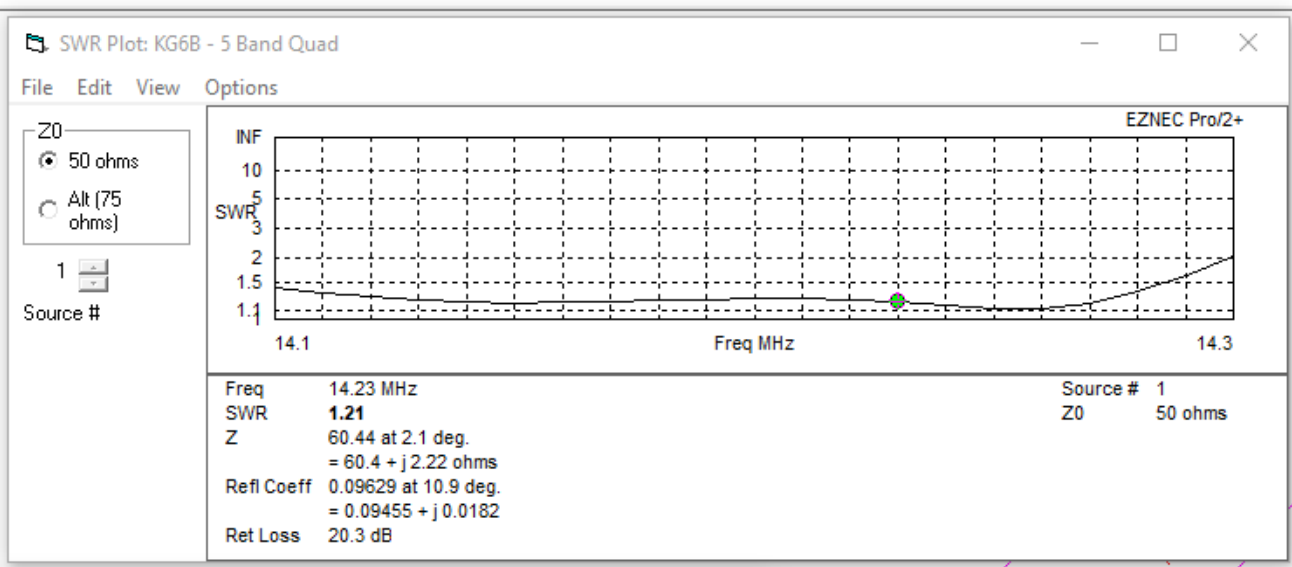 SWR Plot: KG6B - 5 Band Quad
File Edit View Options
Z0
50 ohms
Alt (75
ohms)
1
Source #
EZNEC Pro/2+
INF
10
5
SWR
3
2
1.5
1.1
1
14.1 Freq MHz 14.3
Freq 14.23 MHz Source # 1
SWR 1.21 Z0 50 ohms
Z 60.44 at 2.1 deg.
= 60.4 + j 2.22 ohms
Refl Coeff 0.09629 at 10.9 deg.
= 0.09455 + j 0.0182
Ret Loss 20.3 dB